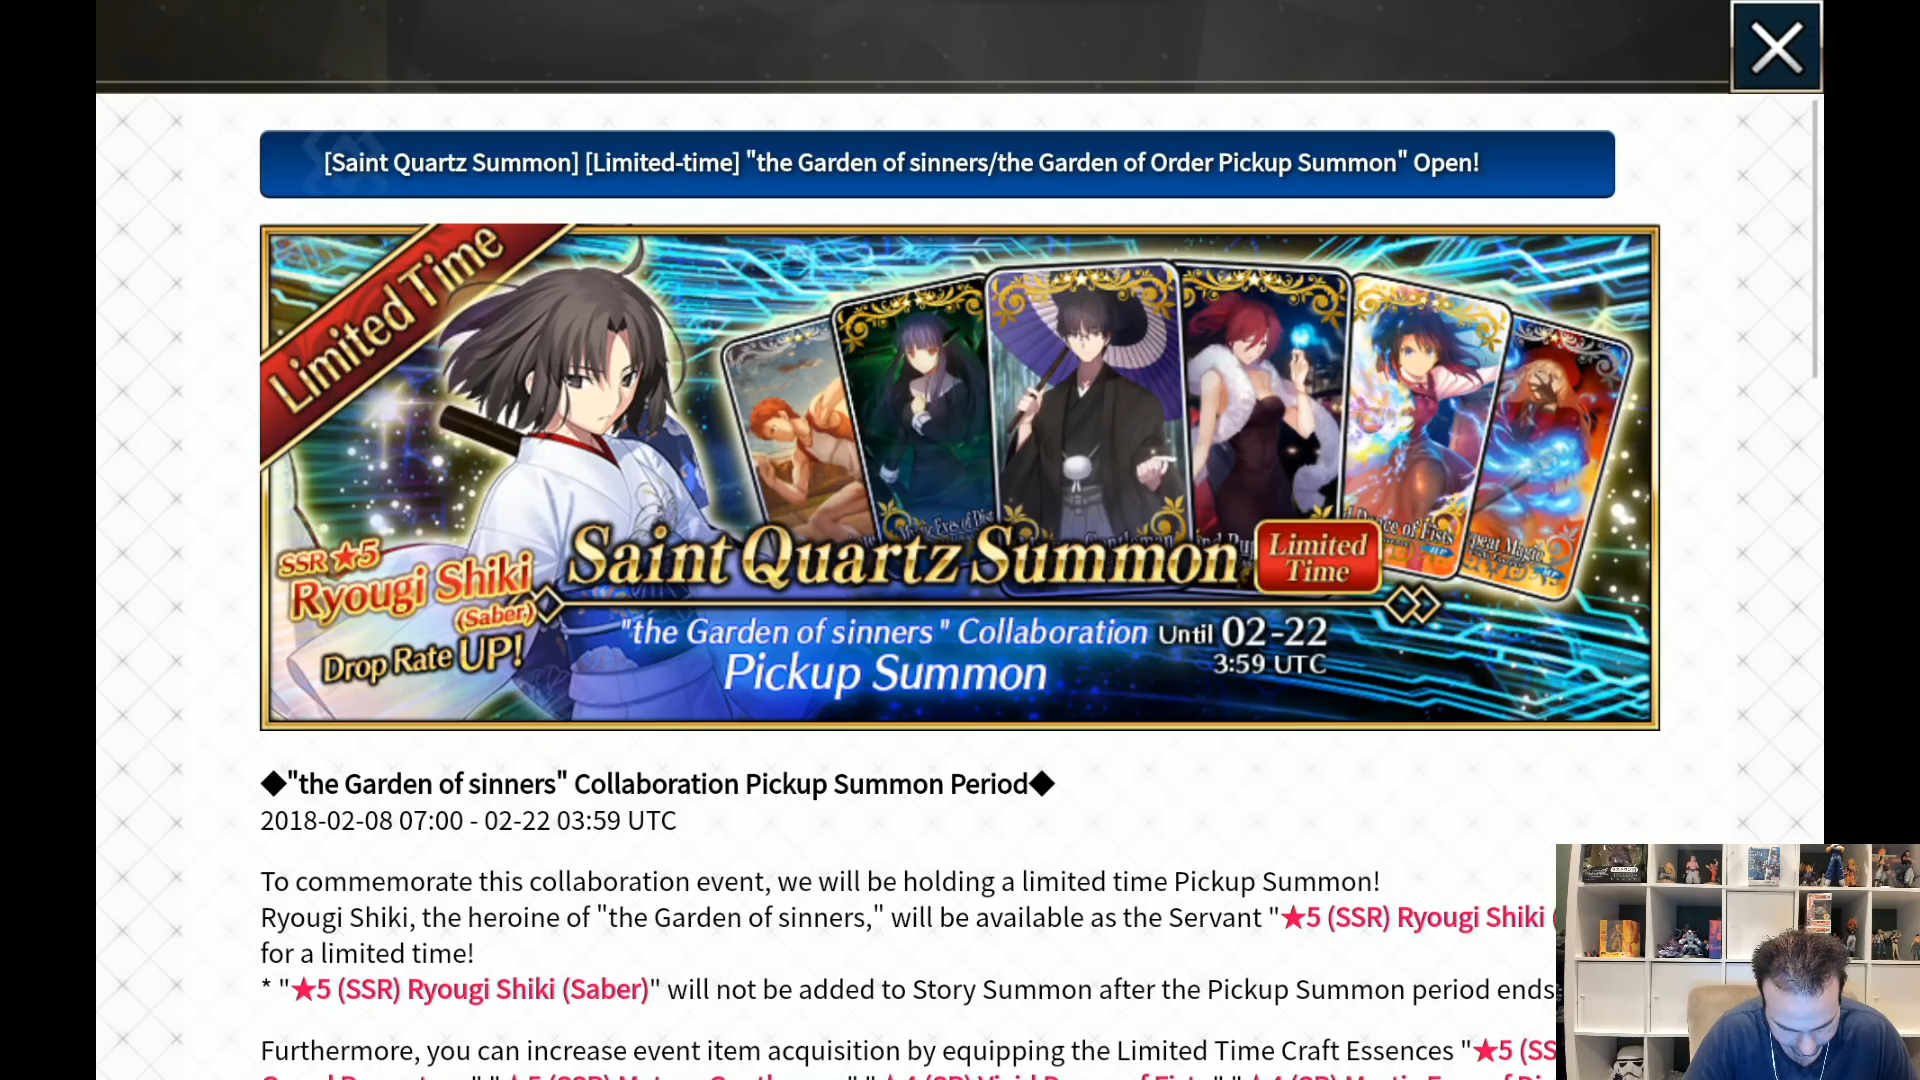 [Saint Quartz Summon] [Limited-time] "the Garden of sinners/the Garden of Order Pickup Summon" Open!
Limited Time
SSR ★5
Ryougi Shiki
(Saber)
Drop Rate UP!
Saint Quartz Summon
Limited
Time
"the Garden of sinners" Collaboration
Pickup Summon
Until 02-22
3:59 UTC
◆"the Garden of sinners" Collaboration Pickup Summon Period◆
2018-02-08 07:00 - 02-22 03:59 UTC
To commemorate this collaboration event, we will be holding a limited time Pickup Summon!
Ryougi Shiki, the heroine of "the Garden of sinners," will be available as the Servant "★5 (SSR) Ryougi Shiki (
for a limited time!
* "★5 (SSR) Ryougi Shiki (Saber)" will not be added to Story Summon after the Pickup Summon period ends
Furthermore, you can increase event item acquisition by equipping the Limited Time Craft Essences "★5 (SS